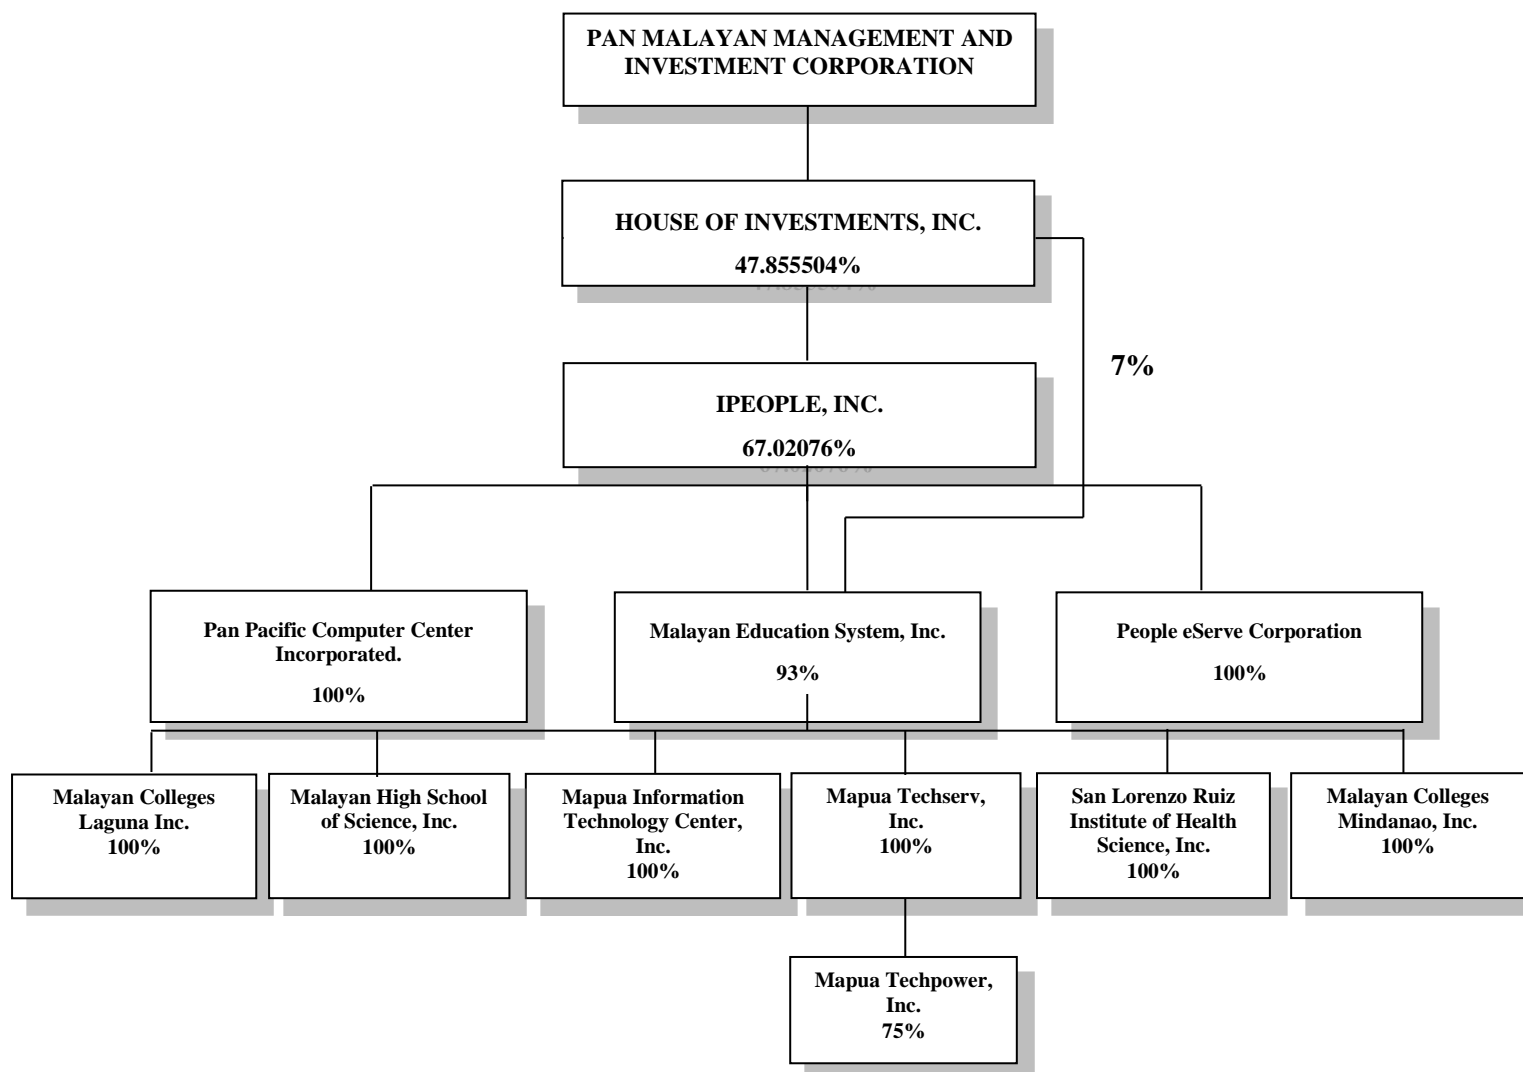 PAN MALAYAN MANAGEMENT AND
INVESTMENT CORPORATION
HOUSE OF INVESTMENTS, INC.
47.855504%
7%
IPEOPLE, INC.
67.02076%
Pan Pacific Computer Center
Incorporated.
100%
Malayan Education System, Inc.
93%
People eServe Corporation
100%
Malayan Colleges
Laguna Inc.
100%
Malayan High School
of Science, Inc.
100%
Mapua Information
Technology Center,
Inc.
100%
Mapua Techserv,
Inc.
100%
San Lorenzo Ruiz
Institute of Health
Science, Inc.
100%
Malayan Colleges
Mindanao, Inc.
100%
Mapua Techpower,
Inc.
75%